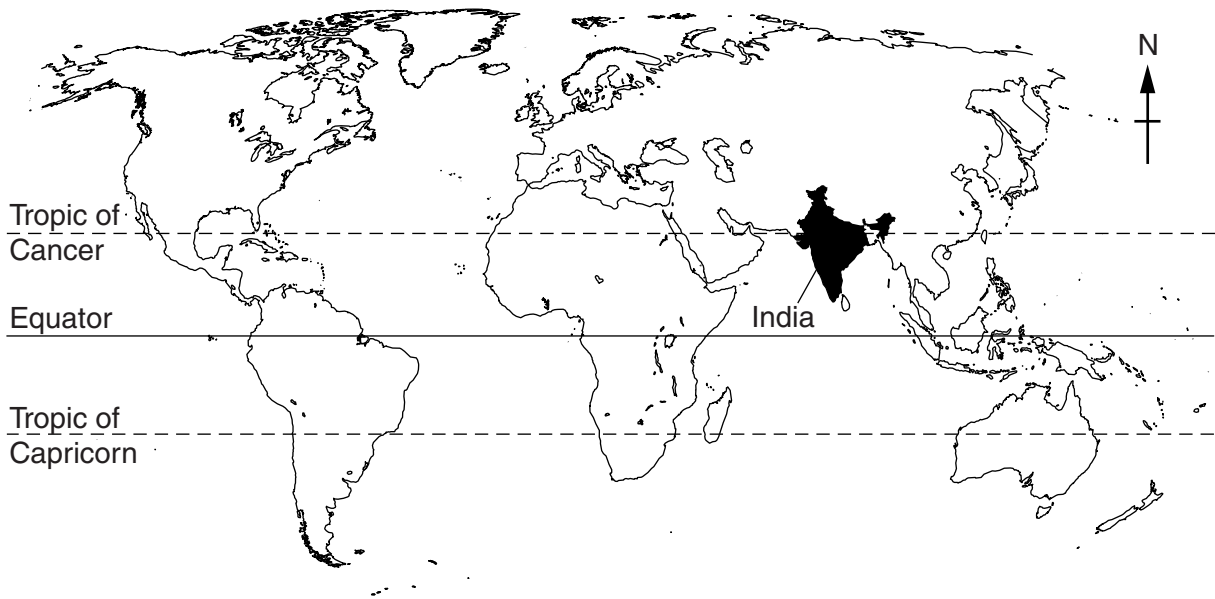 N
Tropic of
Cancer
Equator
India
Tropic of
Capricorn